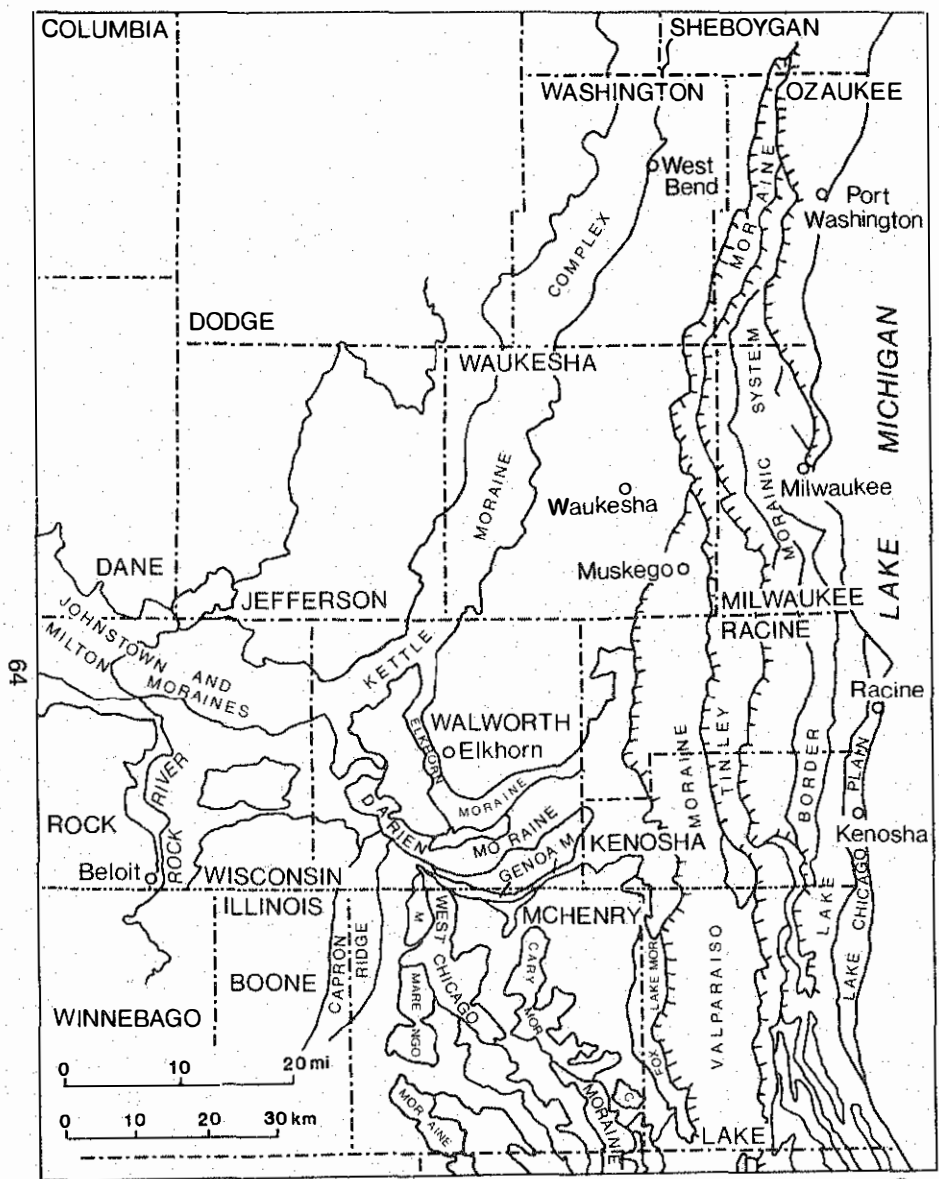 COLUMBIA
SHEBOYGAN
WASHINGTON
OZAUKEE
West
Bend
Port
Washington
MORAINE
COMPLEX
DODGE
WAUKESHA
SYSTEM
LAKE MICHIGAN
MORAINE
Waukesha
MORAINIC
Milwaukee
DANE
Muskego
JEFFERSON
MILWAUKEE
JOHNSTOWN AND
MILTON MORAINES
KETTLE
RACINE
64
Racine
WALWORTH
ELKHORN
Elkhorn
MORAINE
MORAINE
TINLEY
BORDER
PLAIN
ROCK RIVER
DARIEN
MORAINE
ROCK
GENOA M
KENOSHA
Kenosha
Beloit
WISCONSIN
ILLINOIS
M
WEST CHICAGO
MCHENRY
LAKE
LAKE CHICAGO
BOONE
CAPRON
RIDGE
CARY
MOR
FOX LAKE MOR
VALPARAISO
MARENGO
WINNEBAGO
0 10 20 mi
0 10 20 30 km
MORAINE
MORAINE
C
LAKE